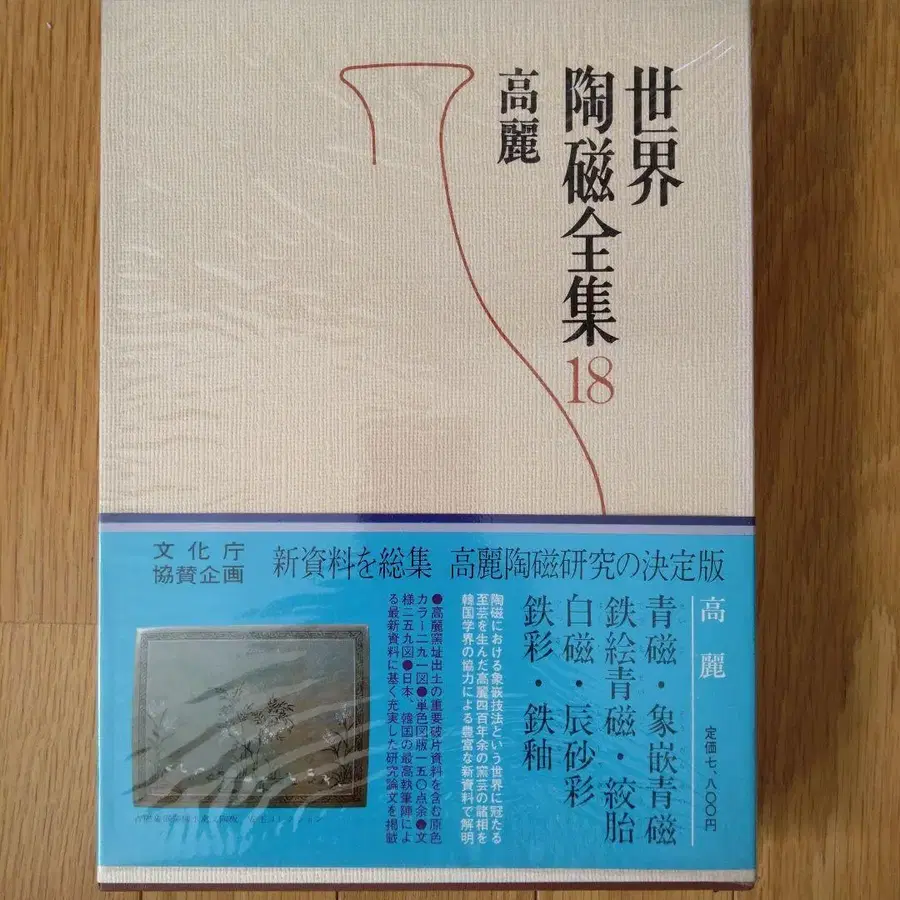 世界
陶磁全集18
高麗
文化庁
協賛企画
新資料を総集 高麗陶磁研究の決定版
高麗
定価七、八〇〇円
青磁・象嵌青磁
鉄絵青磁・絞胎
白磁・辰砂彩
鉄彩・鉄釉
陶磁における象嵌技法という世界に冠たる
至芸を生んだ高麗四百年余の窯芸の諸相を
韓国学界の協力による豊富な新資料で解明
●高麗窯址出土の重要破片資料を含む原色
カラー二九一図●単色図版一五〇点余●文
様二五九図●日本、韓国の最高執筆陣によ
る最新資料に基く充実した研究論文を掲載